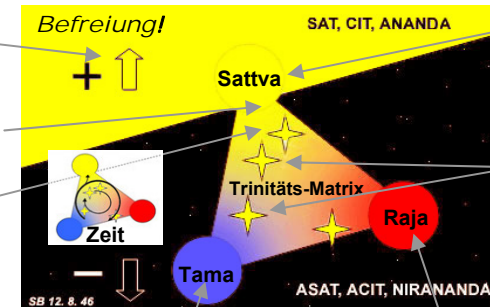 Befreiung!
SAT, CIT, ANANDA
+
Sattva
Trinitäts-Matrix
Zeit
Raja
–
Tama
SB 12. 8. 46
ASAT, ACIT, NIRANANDA